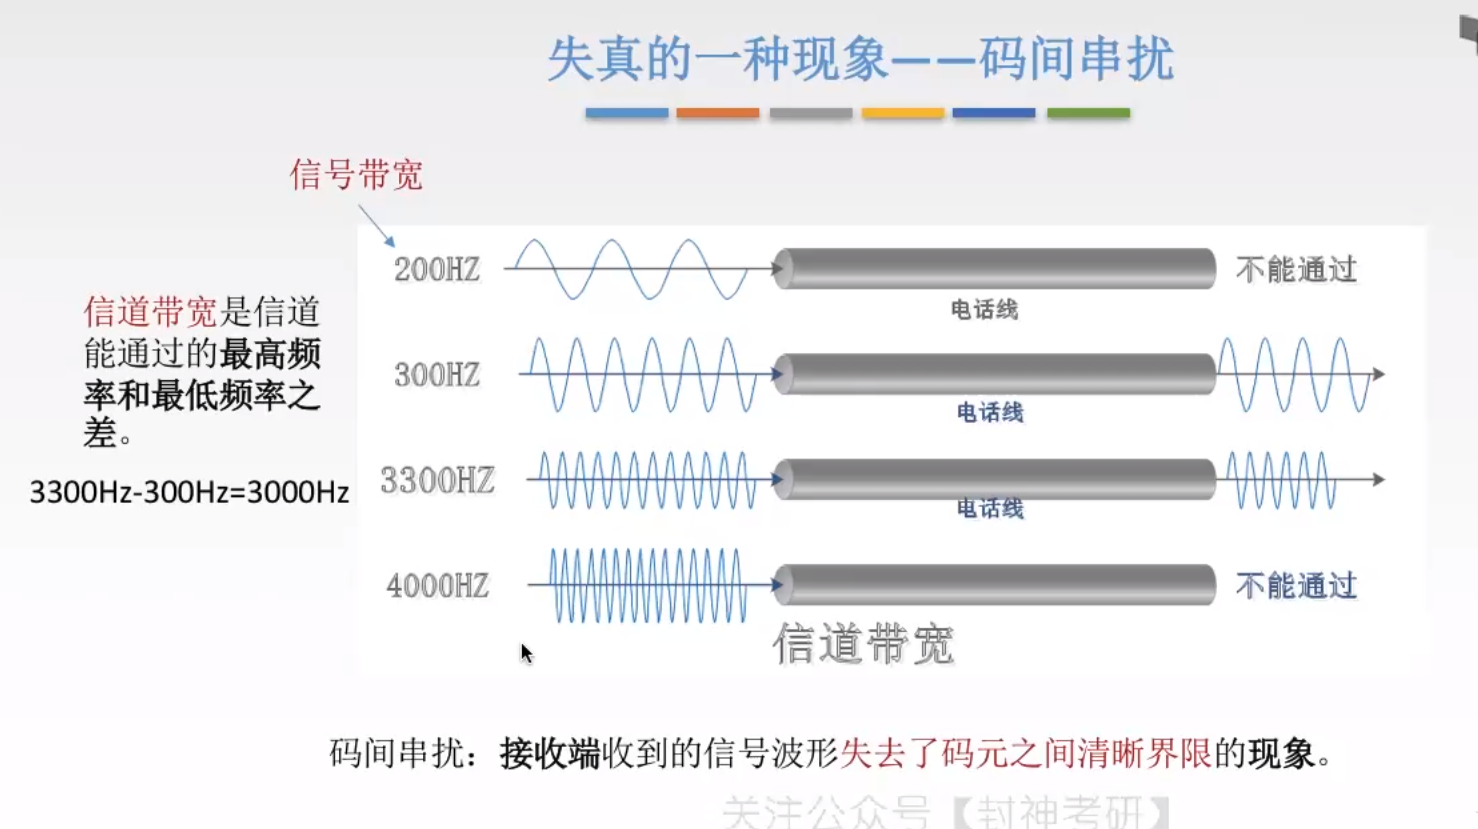 失真的一种现象——码间串扰
信号带宽
200HZ
不能通过
电话线
信道带宽是信道
能通过的最高频
率和最低频率之
差。
3300Hz-300Hz=3000Hz
300HZ
电话线
3300HZ
电话线
4000HZ
不能通过
信道带宽
码间串扰：接收端收到的信号波形失去了码元之间清晰界限的现象。
关注公众号【封神考研】